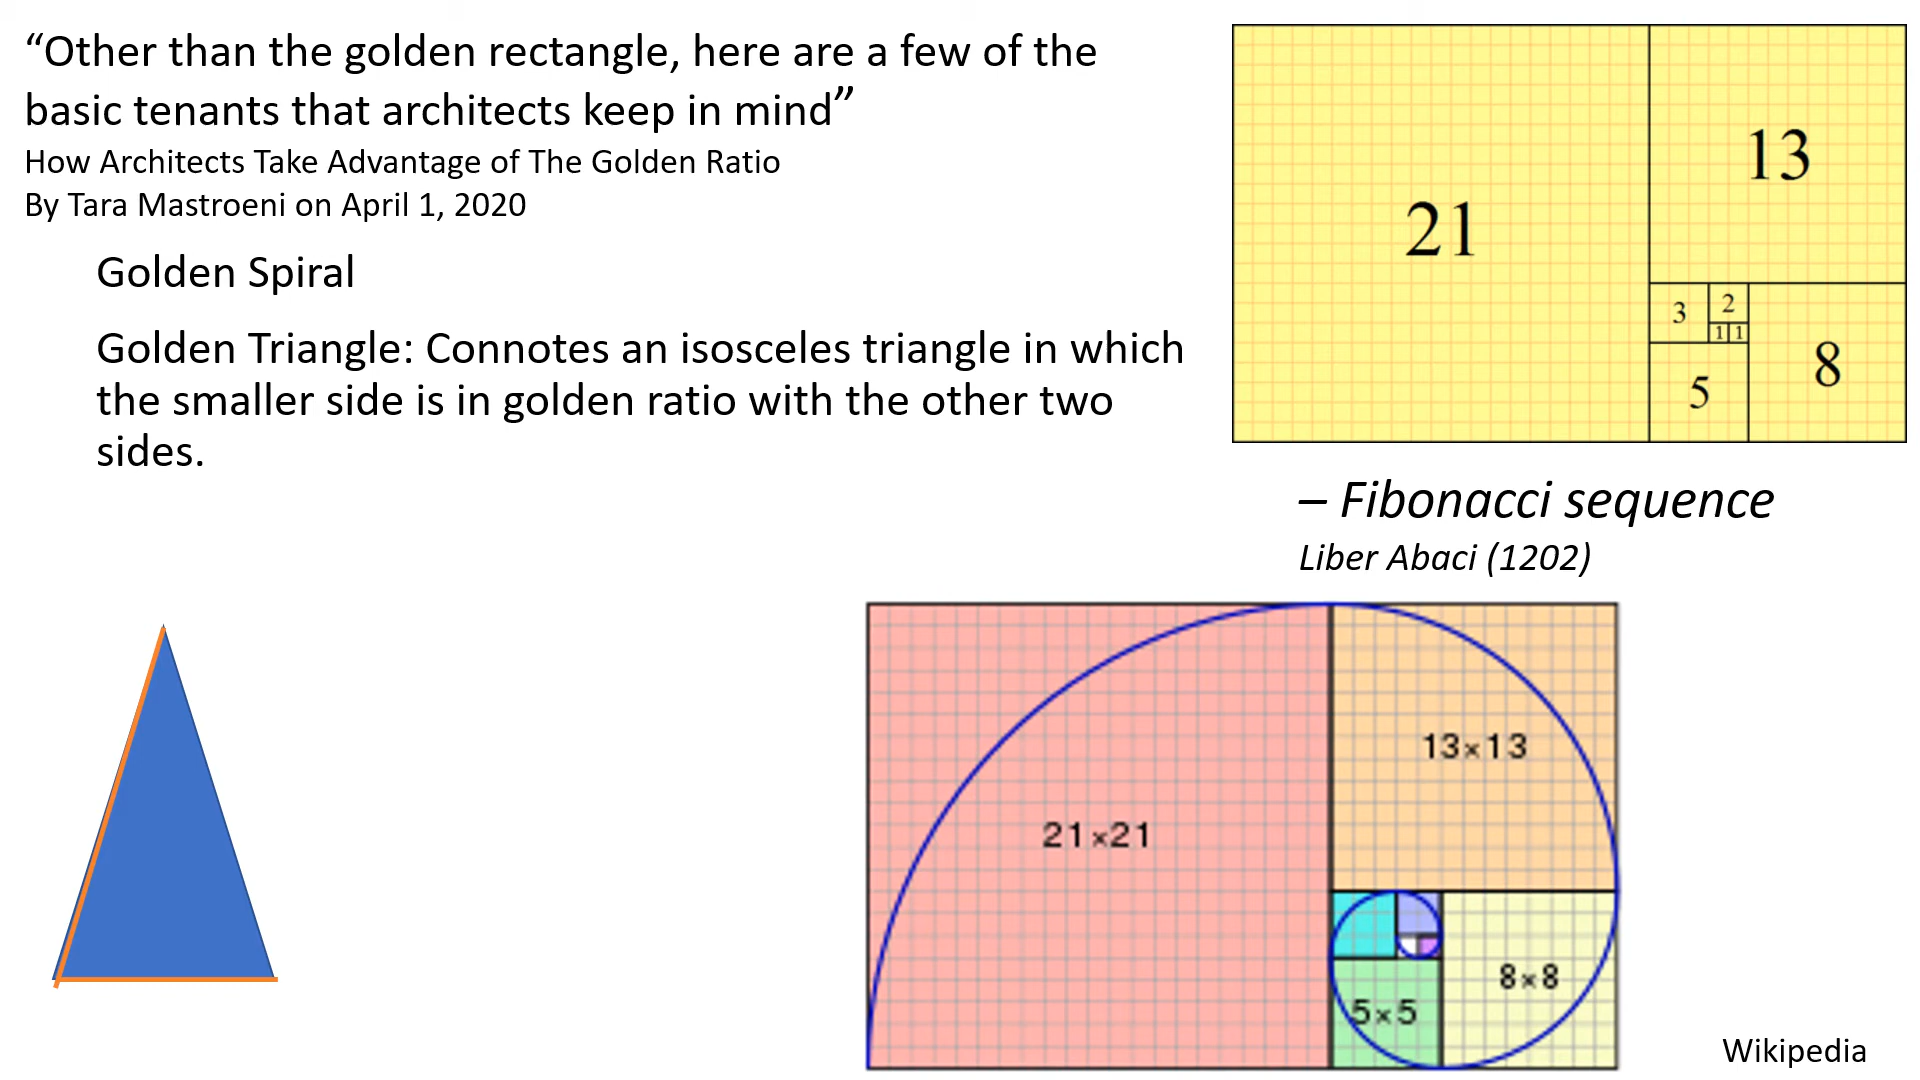 “Other than the golden rectangle, here are a few of the
basic tenants that architects keep in mind”
How Architects Take Advantage of The Golden Ratio
By Tara Mastroeni on April 1, 2020
Golden Spiral
Golden Triangle: Connotes an isosceles triangle in which
the smaller side is in golden ratio with the other two
sides.
21
13
3
2
1
1
5
8
– Fibonacci sequence
Liber Abaci (1202)
21×21
13×13
8×8
5×5
Wikipedia